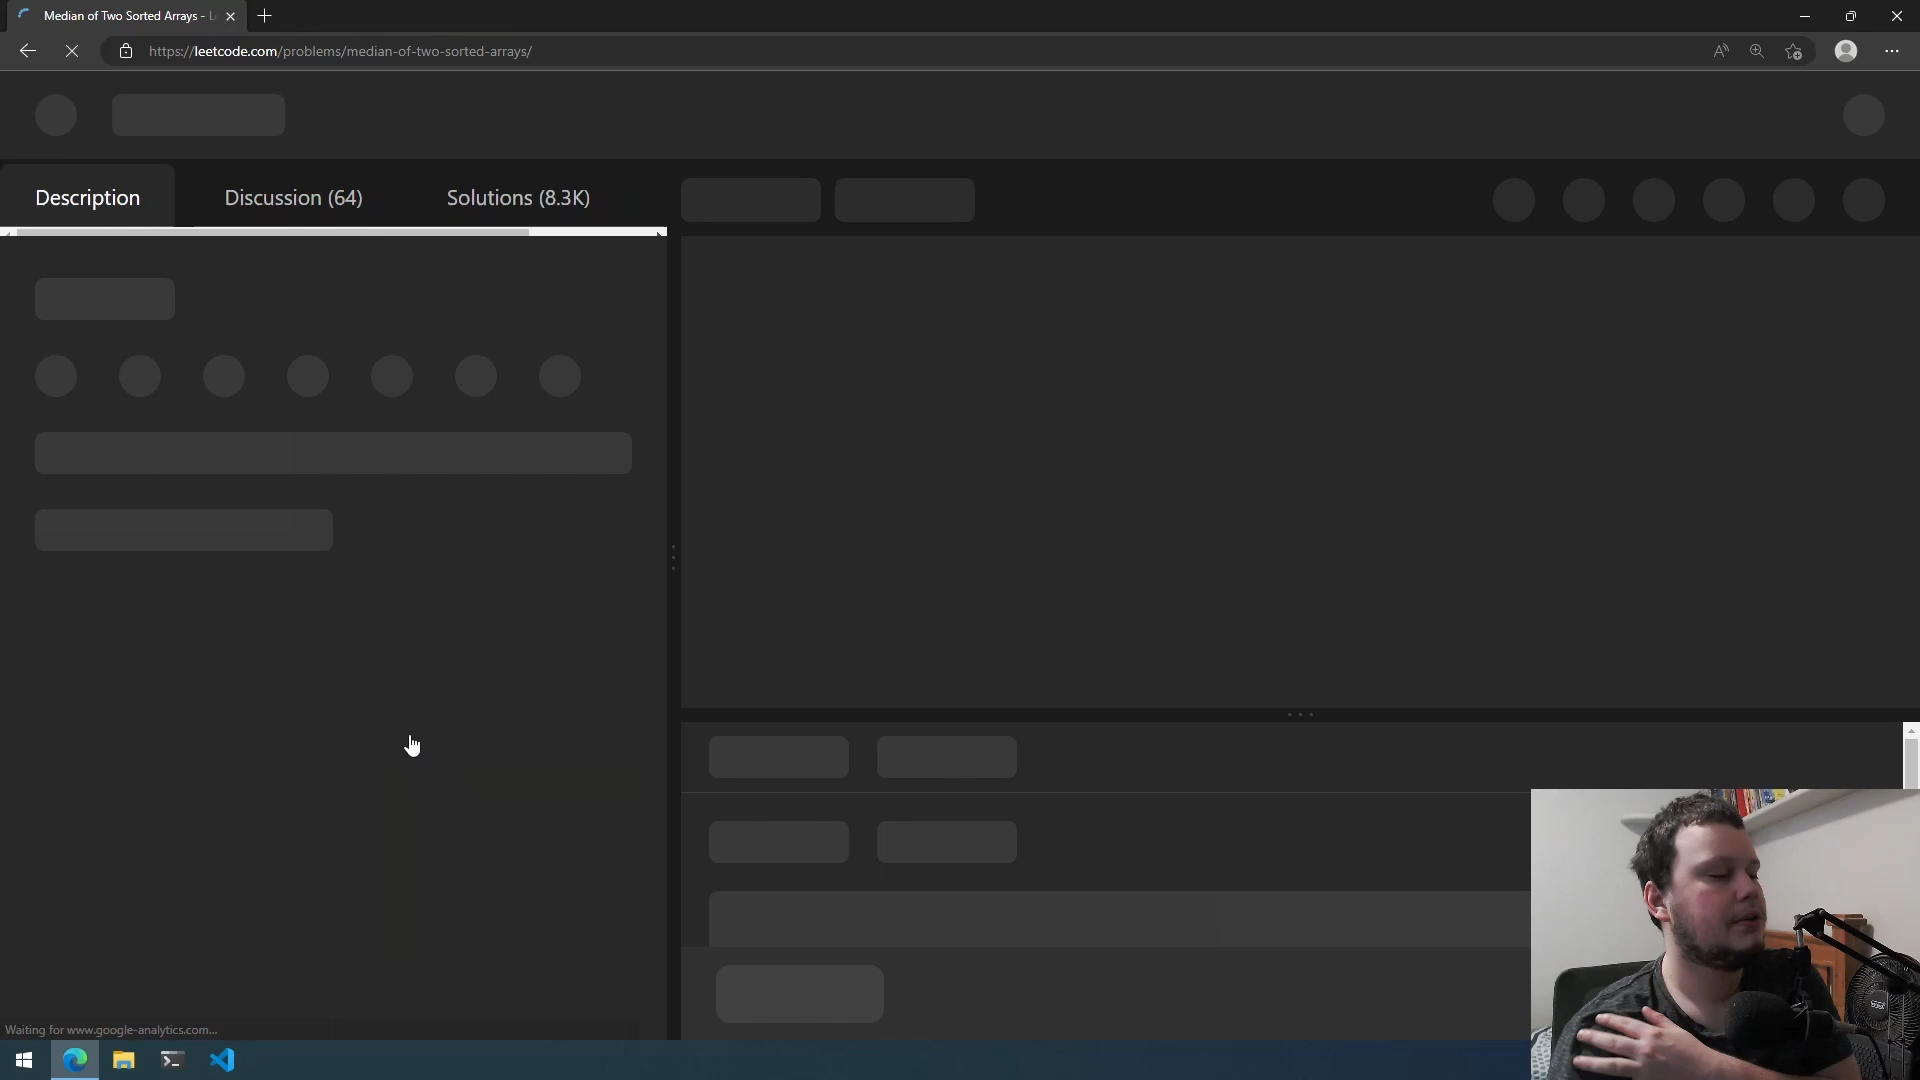 Median of Two Sorted Arrays -
https://leetcode.com/problems/median-of-two-sorted-arrays/
Description
Discussion (64)
Solutions (8.3K)
Waiting for www.google-analytics.com...